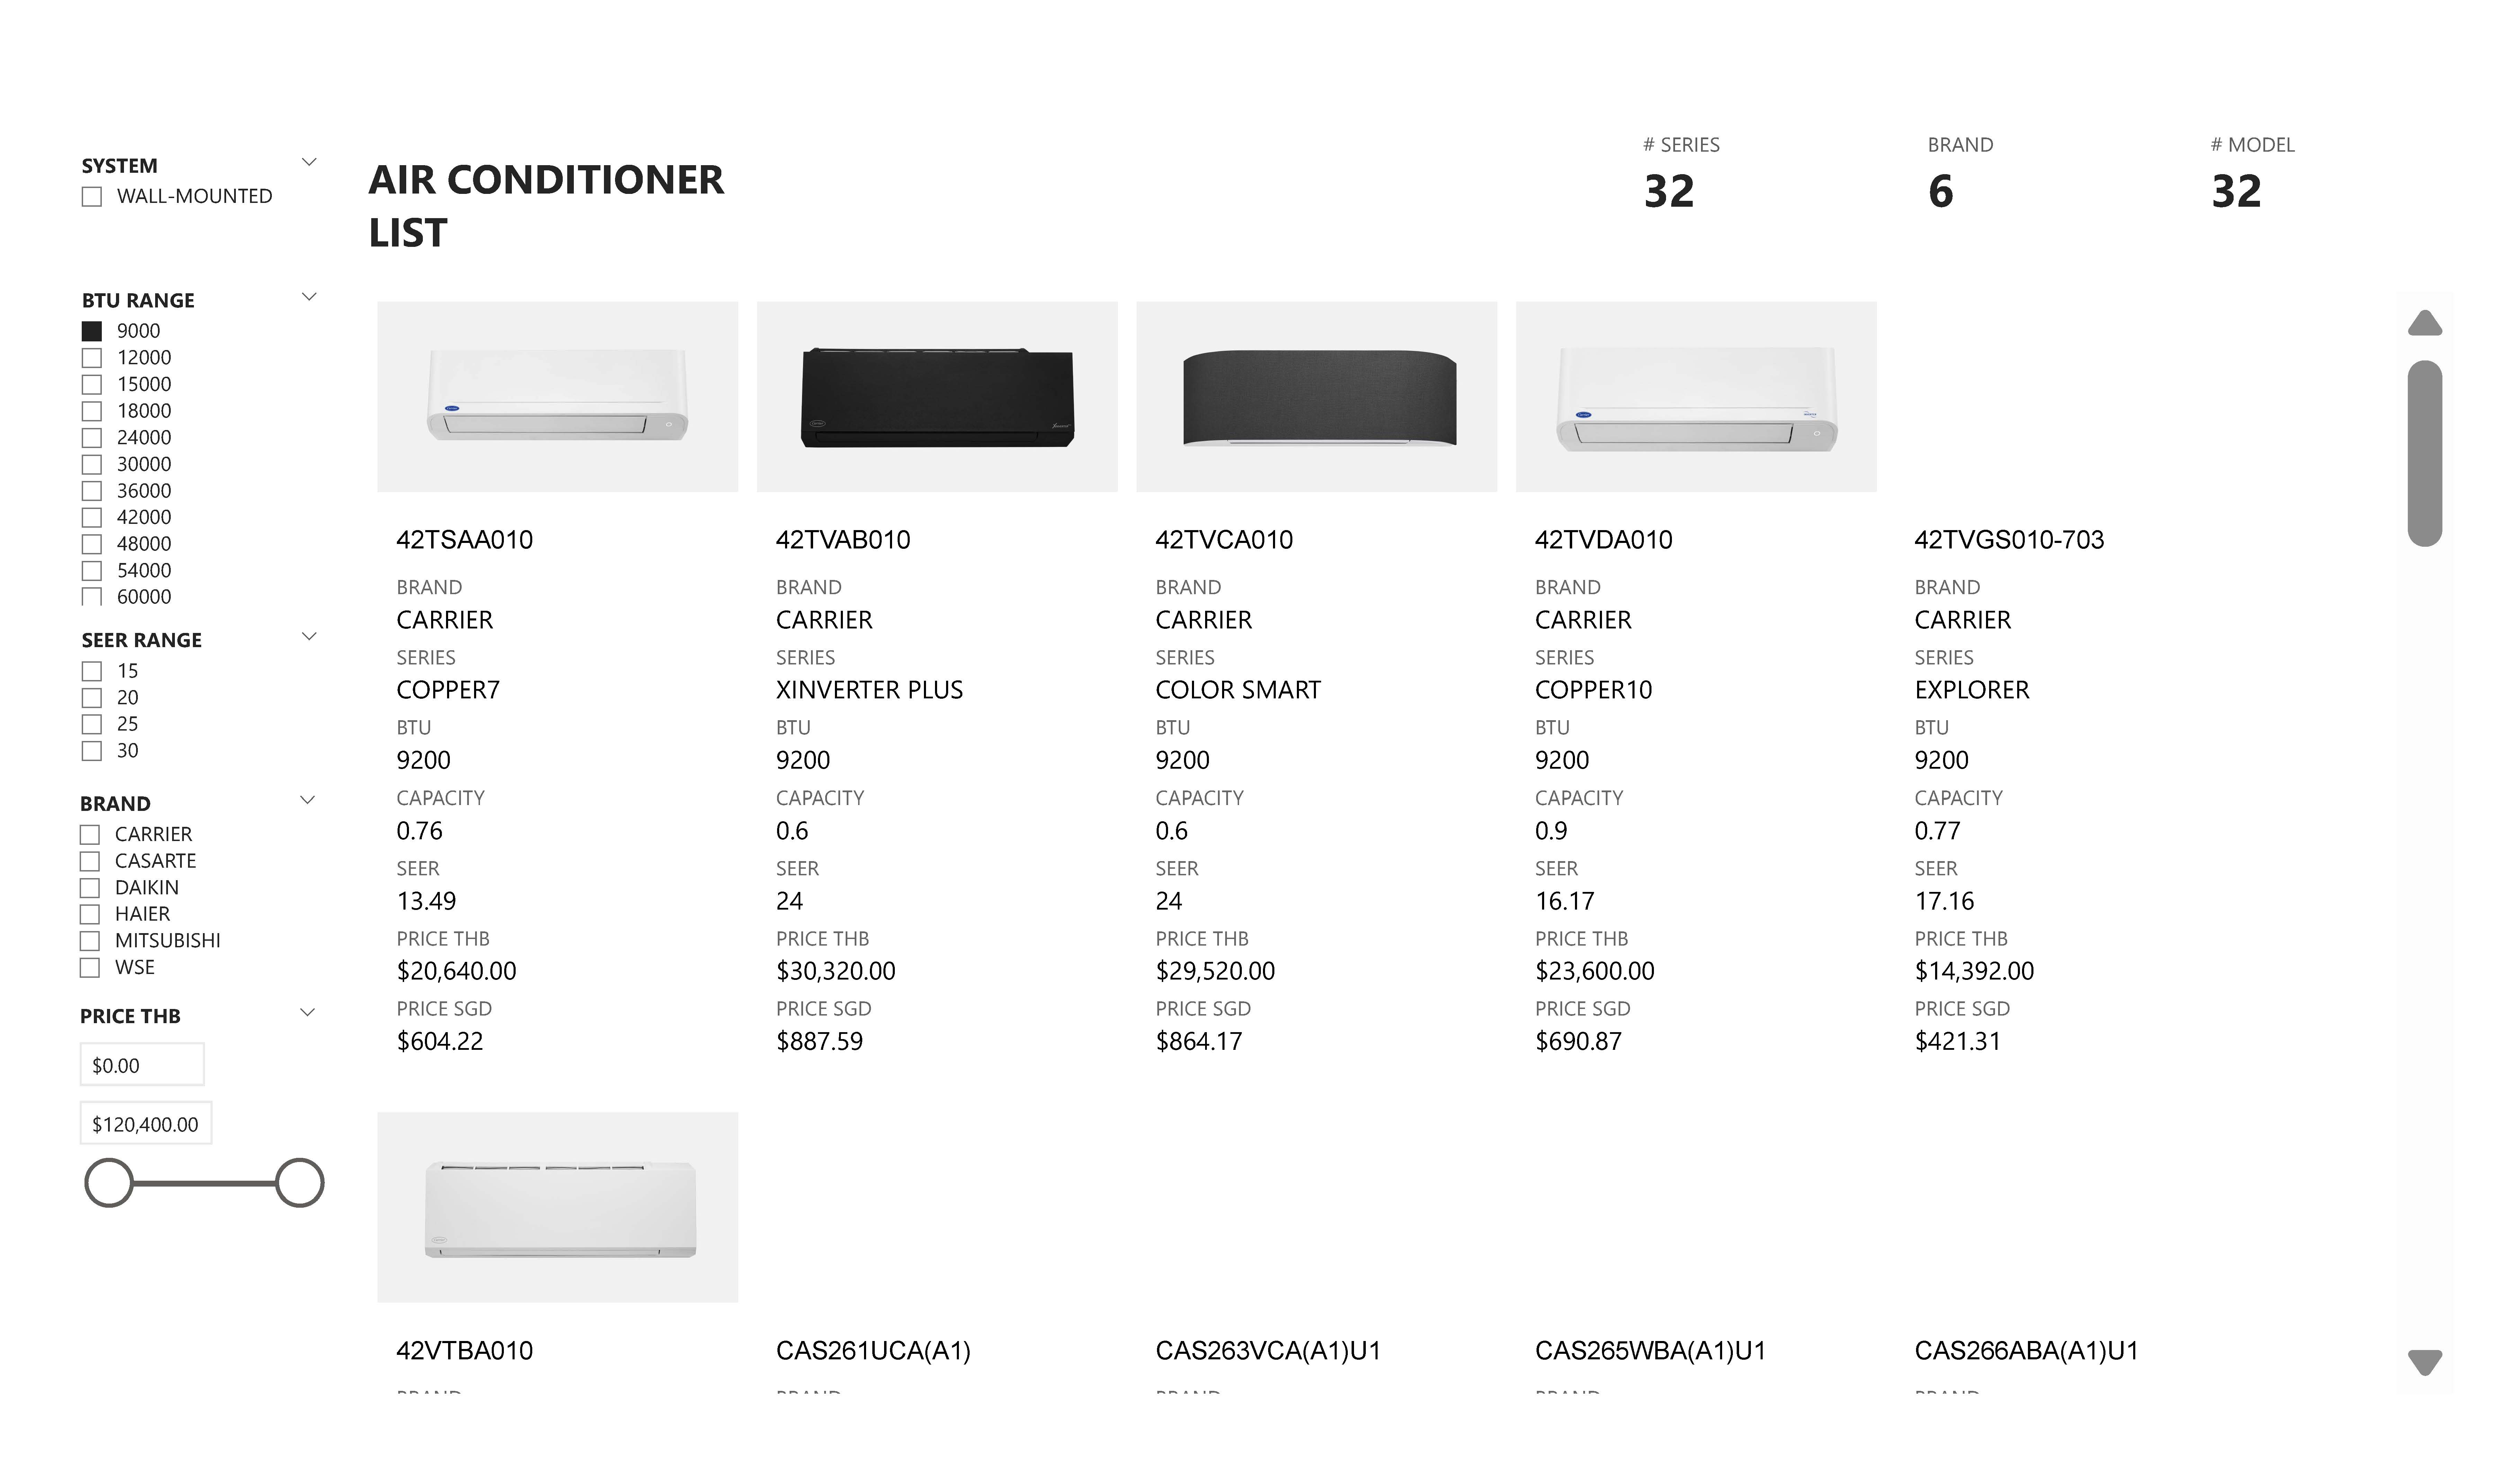 SYSTEM
WALL-MOUNTED
BTU RANGE
9000
12000
15000
18000
24000
30000
36000
42000
48000
54000
60000
SEER RANGE
15
20
25
30
BRAND
CARRIER
CASARTE
DAIKIN
HAIER
MITSUBISHI
WSE
PRICE THB
$0.00
$120,400.00
AIR CONDITIONER
LIST
# SERIES
32
BRAND
6
# MODEL
32
42TSAA010
BRAND
CARRIER
SERIES
COPPER7
BTU
9200
CAPACITY
0.76
SEER
13.49
PRICE THB
$20,640.00
PRICE SGD
$604.22
42TVAB010
BRAND
CARRIER
SERIES
XINVERTER PLUS
BTU
9200
CAPACITY
0.6
SEER
24
PRICE THB
$30,320.00
PRICE SGD
$887.59
42TVCA010
BRAND
CARRIER
SERIES
COLOR SMART
BTU
9200
CAPACITY
0.6
SEER
24
PRICE THB
$29,520.00
PRICE SGD
$864.17
42TVDA010
BRAND
CARRIER
SERIES
COPPER10
BTU
9200
CAPACITY
0.9
SEER
16.17
PRICE THB
$23,600.00
PRICE SGD
$690.87
42TVGS010-703
BRAND
CARRIER
SERIES
EXPLORER
BTU
9200
CAPACITY
0.77
SEER
17.16
PRICE THB
$14,392.00
PRICE SGD
$421.31
42VTBA010
BRAND
CAS261UCA(A1)
BRAND
CAS263VCA(A1)U1
BRAND
CAS265WBA(A1)U1
BRAND
CAS266ABA(A1)U1
BRAND